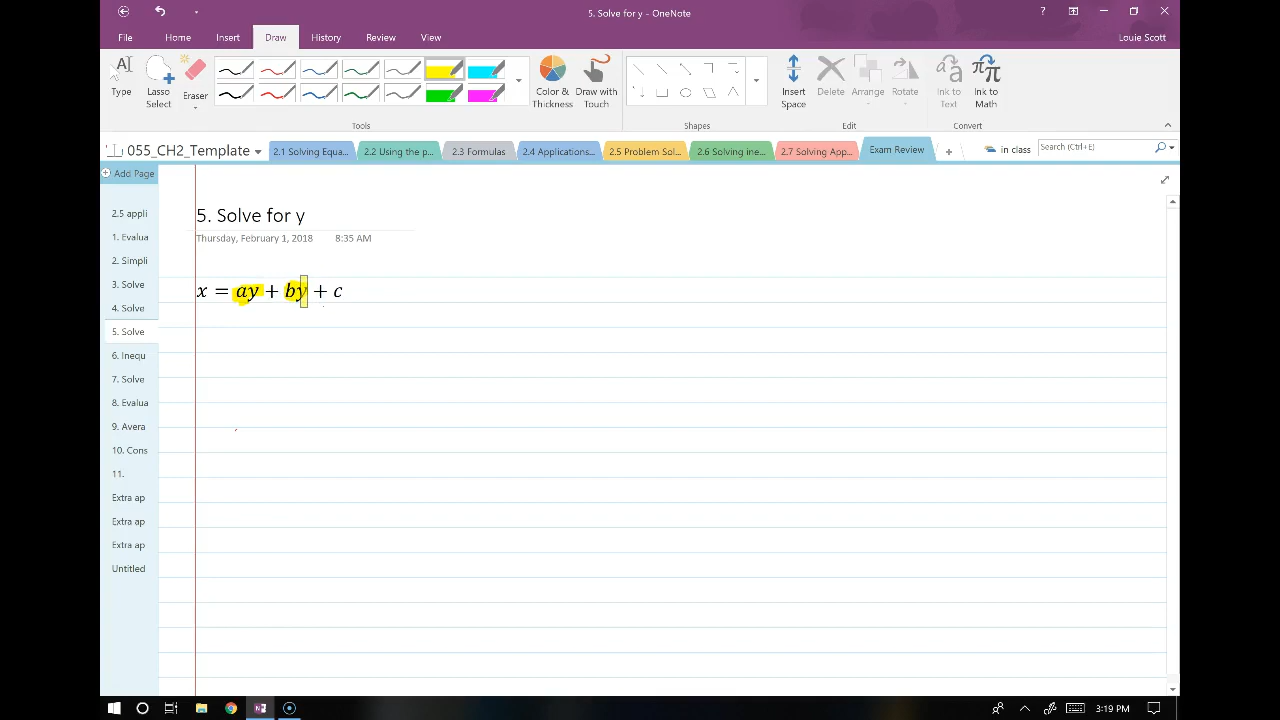 5. Solve for y - OneNote
?
Louie Scott
File Home Insert Draw History Review View
Type
Lasso Select
Eraser
Color & Thickness
Draw with Touch
Insert Space
Delete
Arrange
Rotate
Ink to Text
Ink to Math
Tools
Shapes
Edit
Convert
055_CH2_Template
2.1 Solving Equa...
2.2 Using the p...
2.3 Formulas
2.4 Applications...
2.5 Problem Sol...
2.6 Solving ine...
2.7 Solving App...
Exam Review
+
in class
Search (Ctrl+E)
Add Page
2.5 appli
1. Evalua
2. Simpli
3. Solve
4. Solve
5. Solve
6. Inequ
7. Solve
8. Evalua
9. Avera
10. Cons
11.
Extra ap
Extra ap
Extra ap
Untitled
5. Solve for y
Thursday, February 1, 2018 8:35 AM
x = ay + by + c
3:19 PM